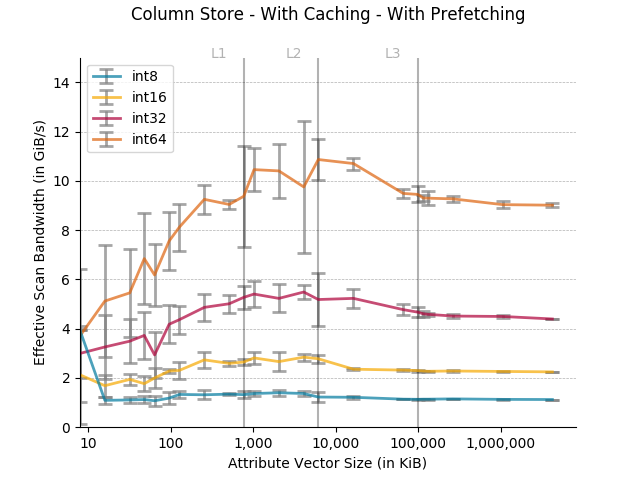 Column Store - With Caching - With Prefetching
L1 L2 L3
int8
int16
int32
int64
14
12
10
8
6
4
2
0
Effective Scan Bandwidth (in GiB/s)
10 100 1,000 10,000 100,000 1,000,000
Attribute Vector Size (in KiB)